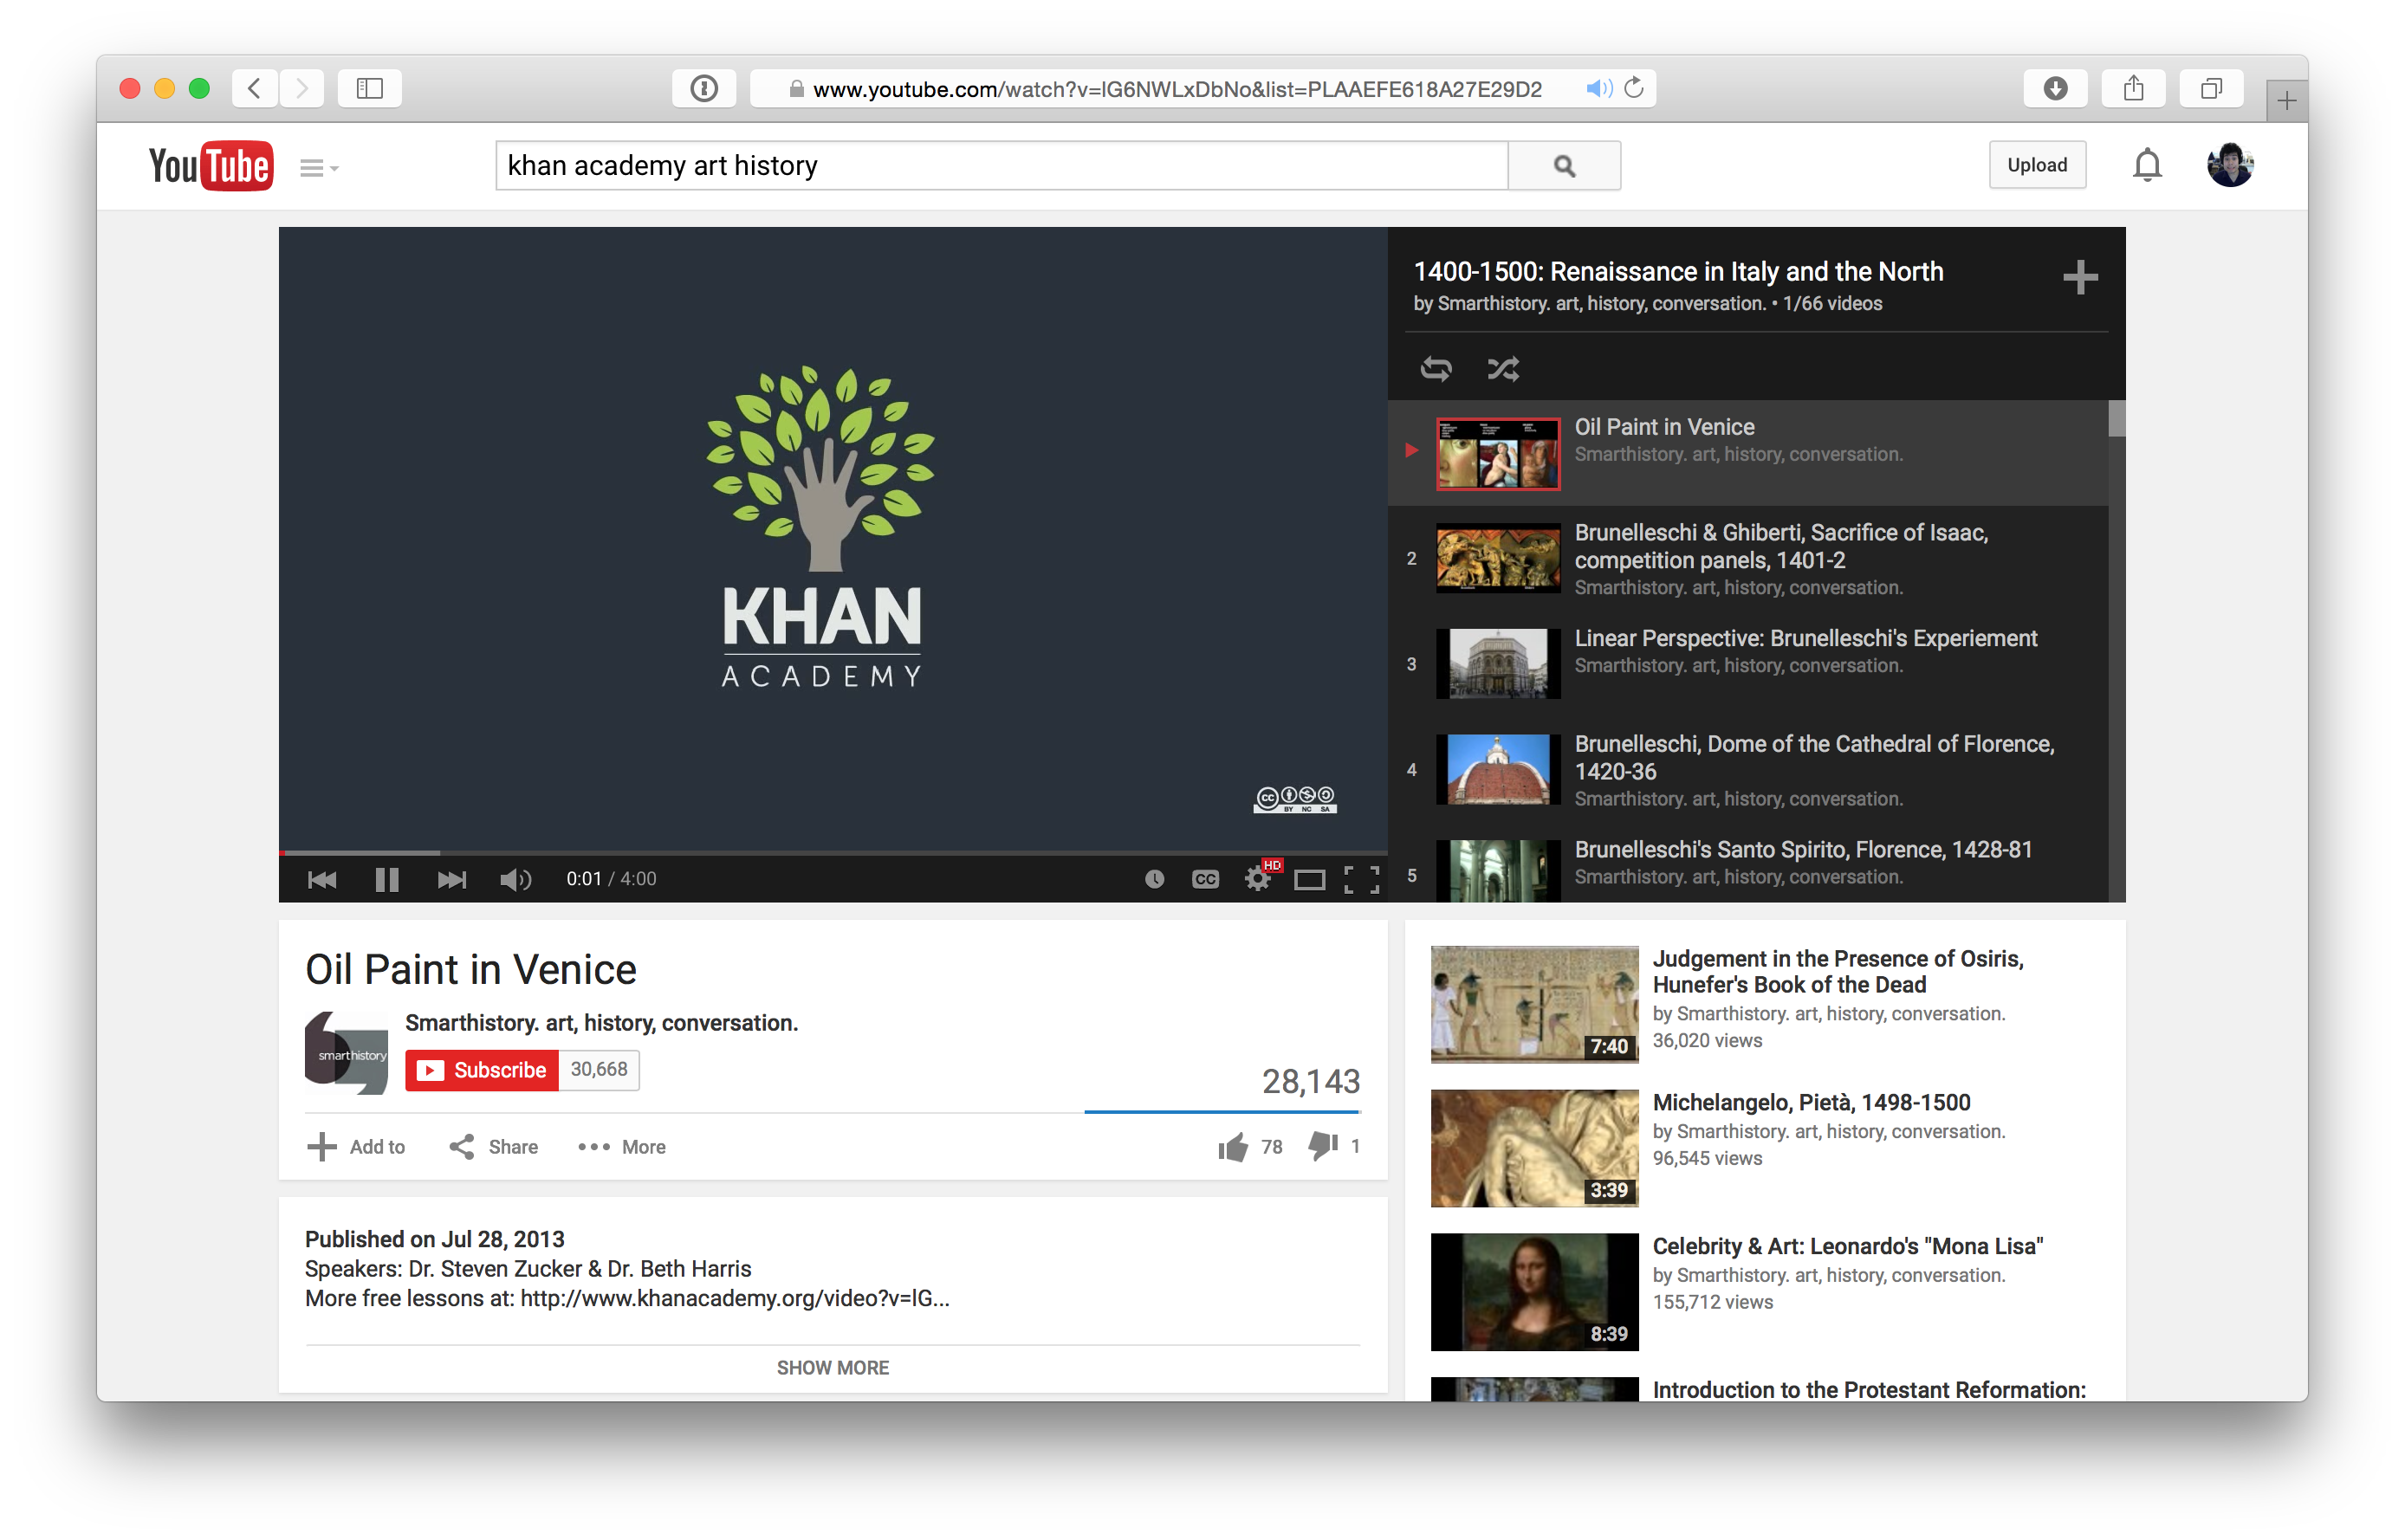 www.youtube.com/watch?v=lG6NWLxDbNo&list=PLAAEFE618A27E29D2
YouTube
khan academy art history
Upload
KHAN
ACADEMY
cc
BY NC SA
0:01 / 4:00
CC
HD
1400-1500: Renaissance in Italy and the North
by Smarthistory. art, history, conversation. • 1/66 videos
Oil Paint in Venice
Smarthistory. art, history, conversation.
2
Brunelleschi & Ghiberti, Sacrifice of Isaac,
competition panels, 1401-2
Smarthistory. art, history, conversation.
3
Linear Perspective: Brunelleschi's Experiement
Smarthistory. art, history, conversation.
4
Brunelleschi, Dome of the Cathedral of Florence,
1420-36
Smarthistory. art, history, conversation.
5
Brunelleschi's Santo Spirito, Florence, 1428-81
Smarthistory. art, history, conversation.
Oil Paint in Venice
smarthistory
Smarthistory. art, history, conversation.
Subscribe 30,668
28,143
Add to Share More
78 1
Published on Jul 28, 2013
Speakers: Dr. Steven Zucker & Dr. Beth Harris
More free lessons at: http://www.khanacademy.org/video?v=lG...
SHOW MORE
Judgement in the Presence of Osiris,
Hunefer's Book of the Dead
by Smarthistory. art, history, conversation.
36,020 views
7:40
Michelangelo, Pietà, 1498-1500
by Smarthistory. art, history, conversation.
96,545 views
3:39
Celebrity & Art: Leonardo's "Mona Lisa"
by Smarthistory. art, history, conversation.
155,712 views
8:39
Introduction to the Protestant Reformation: